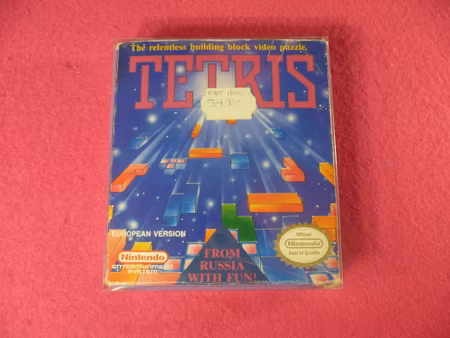 The relentless building block video puzzle.
TETRIS
EUROPEAN VERSION
Nintendo
ENTERTAINMENT
SYSTEM
FROM
RUSSIA
WITH FUN!
Official
Nintendo
Seal of Quality